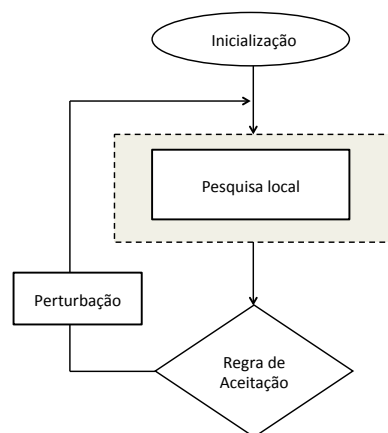 Inicialização
Pesquisa local
Perturbação
Regra de
Aceitação